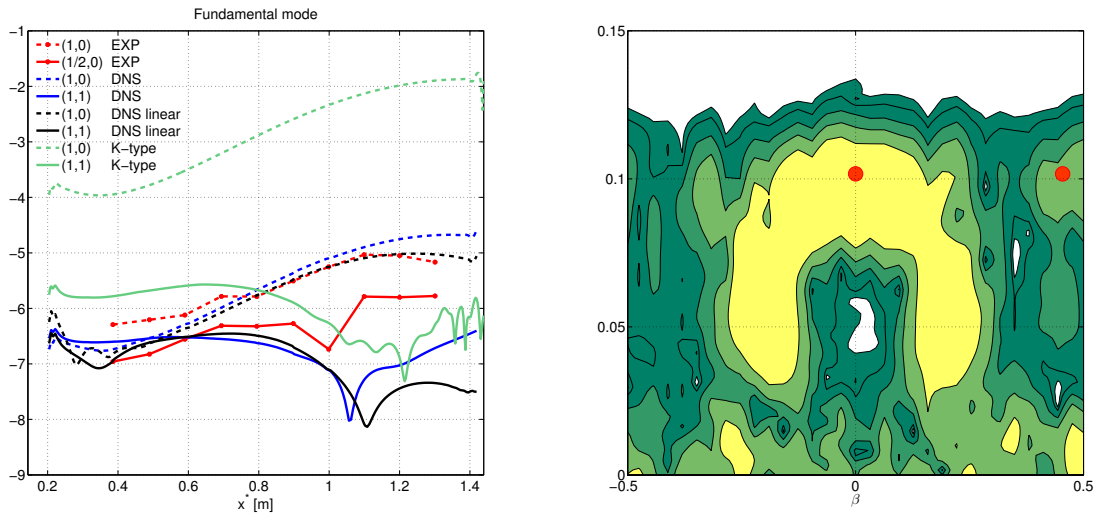 Fundamental mode
−1
−2
−3
−4
−5
−6
−7
−8
−9
(1,0) EXP
(1/2,0) EXP
(1,0) DNS
(1,1) DNS
(1,0) DNS linear
(1,1) DNS linear
(1,0) K−type
(1,1) K−type
0.2 0.4 0.6 0.8 1 1.2 1.4
x* [m]
0.15
0.1
0.05
0
−0.5 0 0.5
β